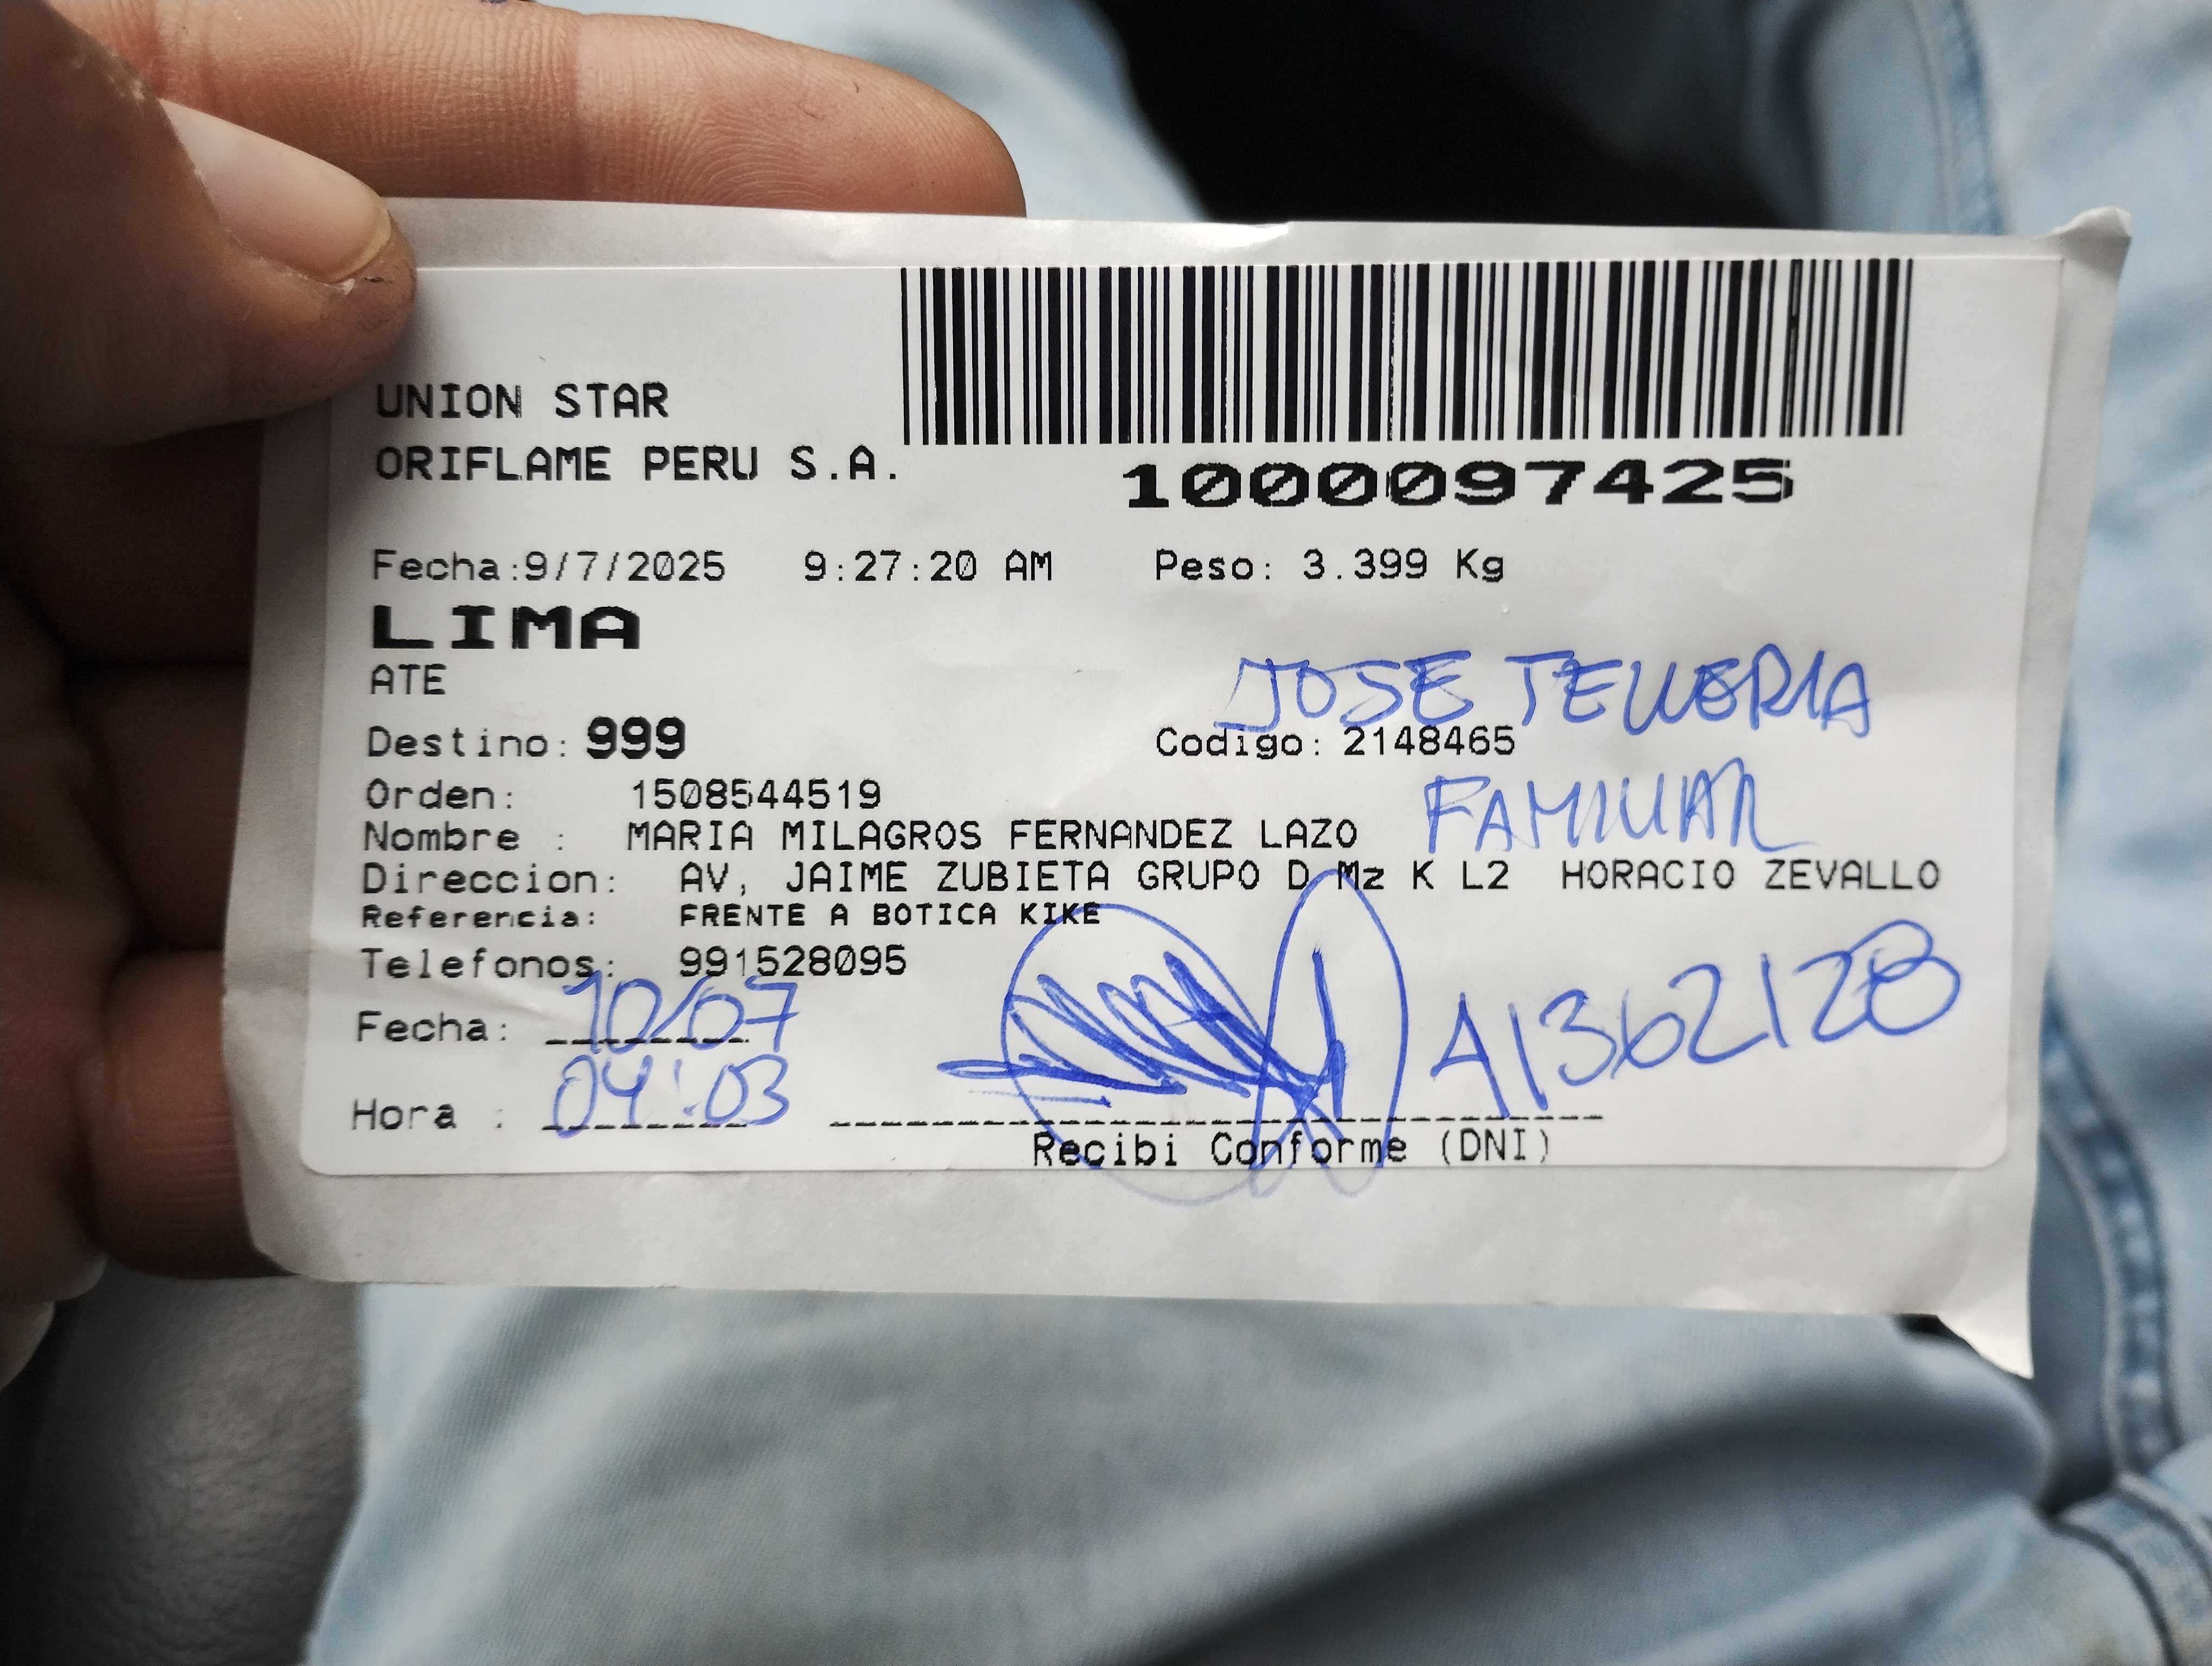 UNION STAR
ORIFLAME PERU S.A.
1000097425
Fecha:9/7/2025 9:27:20 AM Peso: 3.399 Kg
LIMA
ATE
JOSE TELLERIA
Destino: 999 Codigo: 2148465
Orden: 1508544519
FAMILIAR
Nombre : MARIA MILAGROS FERNANDEZ LAZO
Direccion: AV, JAIME ZUBIETA GRUPO D Mz K L2 HORACIO ZEVALLO
Referencia: FRENTE A BOTICA KIKE
Telefonos: 991528095
Fecha: 10/07
Hora : 04:03
Recibi Conforme (DNI)